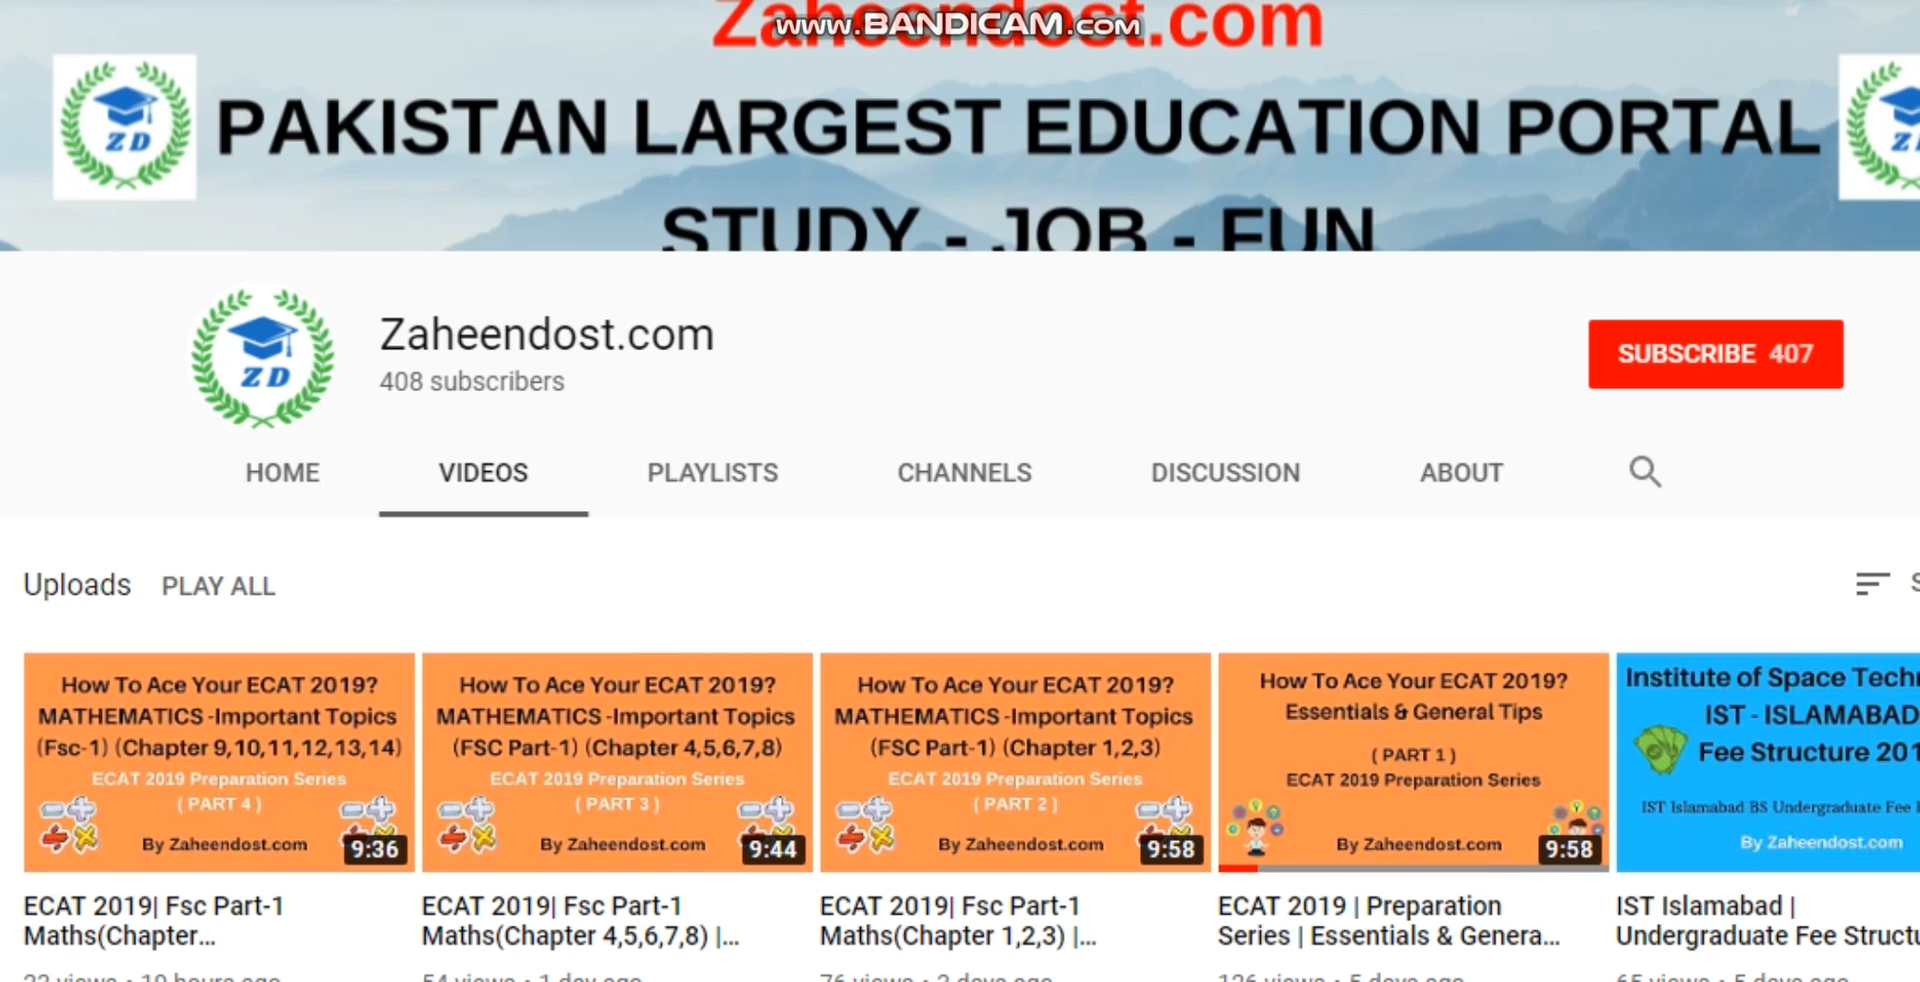 Zaheendost.com
www.BANDICAM.com
ZD
PAKISTAN LARGEST EDUCATION PORTAL
STUDY - JOB - FUN
ZD
Zaheendost.com
408 subscribers
SUBSCRIBE 407
HOME VIDEOS PLAYLISTS CHANNELS DISCUSSION ABOUT
Uploads PLAY ALL
How To Ace Your ECAT 2019?
MATHEMATICS -Important Topics
(Fsc-1) (Chapter 9,10,11,12,13,14)
ECAT 2019 Preparation Series
( PART 4 )
By Zaheendost.com
9:36
How To Ace Your ECAT 2019?
MATHEMATICS -Important Topics
(FSC Part-1) (Chapter 4,5,6,7,8)
ECAT 2019 Preparation Series
( PART 3 )
By Zaheendost.com
9:44
How To Ace Your ECAT 2019?
MATHEMATICS -Important Topics
(FSC Part-1) (Chapter 1,2,3)
ECAT 2019 Preparation Series
( PART 2 )
By Zaheendost.com
9:58
How To Ace Your ECAT 2019?
Essentials & General Tips
( PART 1 )
ECAT 2019 Preparation Series
By Zaheendost.com
9:58
Institute of Space Techn
IST - ISLAMABAD
Fee Structure 201
IST Islamabad BS Undergraduate Fee
By Zaheendost.com
ECAT 2019| Fsc Part-1
Maths(Chapter...
ECAT 2019| Fsc Part-1
Maths(Chapter 4,5,6,7,8) |...
ECAT 2019| Fsc Part-1
Maths(Chapter 1,2,3) |...
ECAT 2019 | Preparation
Series | Essentials & Genera...
IST Islamabad |
Undergraduate Fee Structu